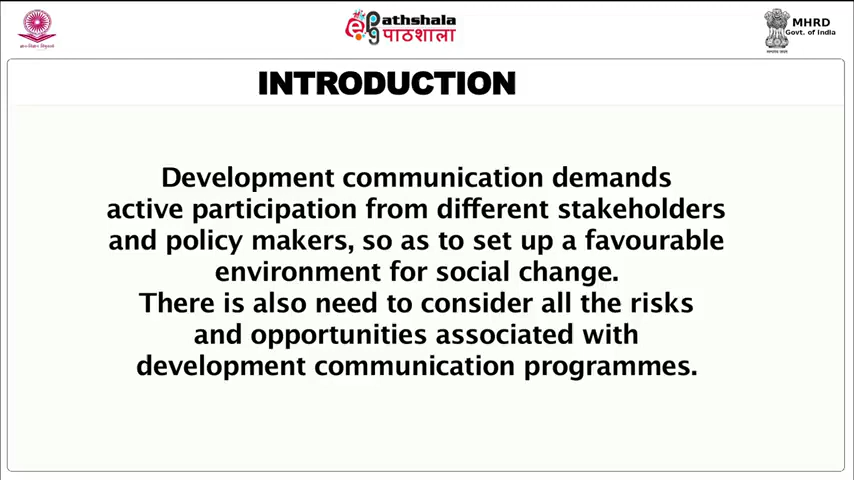 e Pathshala
pg पाठशाला
MHRD
Govt. of India
INTRODUCTION
Development communication demands
active participation from different stakeholders
and policy makers, so as to set up a favourable
environment for social change.
There is also need to consider all the risks
and opportunities associated with
development communication programmes.